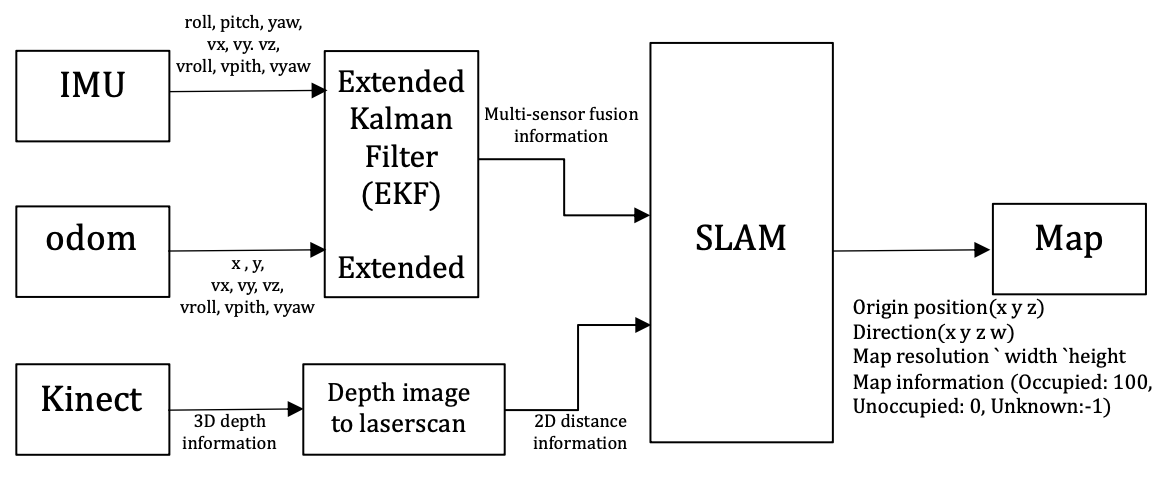 roll, pitch, yaw,
vx, vy. vz,
vroll, vpith, vyaw
IMU
Extended
Kalman
Filter
(EKF)
Extended
Multi-sensor fusion
information
odom
x , y,
vx, vy, vz,
vroll, vpith, vyaw
SLAM
Map
Origin position(x y z)
Direction(x y z w)
Map resolution ` width `height
Map information (Occupied: 100,
Unoccupied: 0, Unknown:-1)
Kinect
3D depth
information
Depth image
to laserscan
2D distance
information